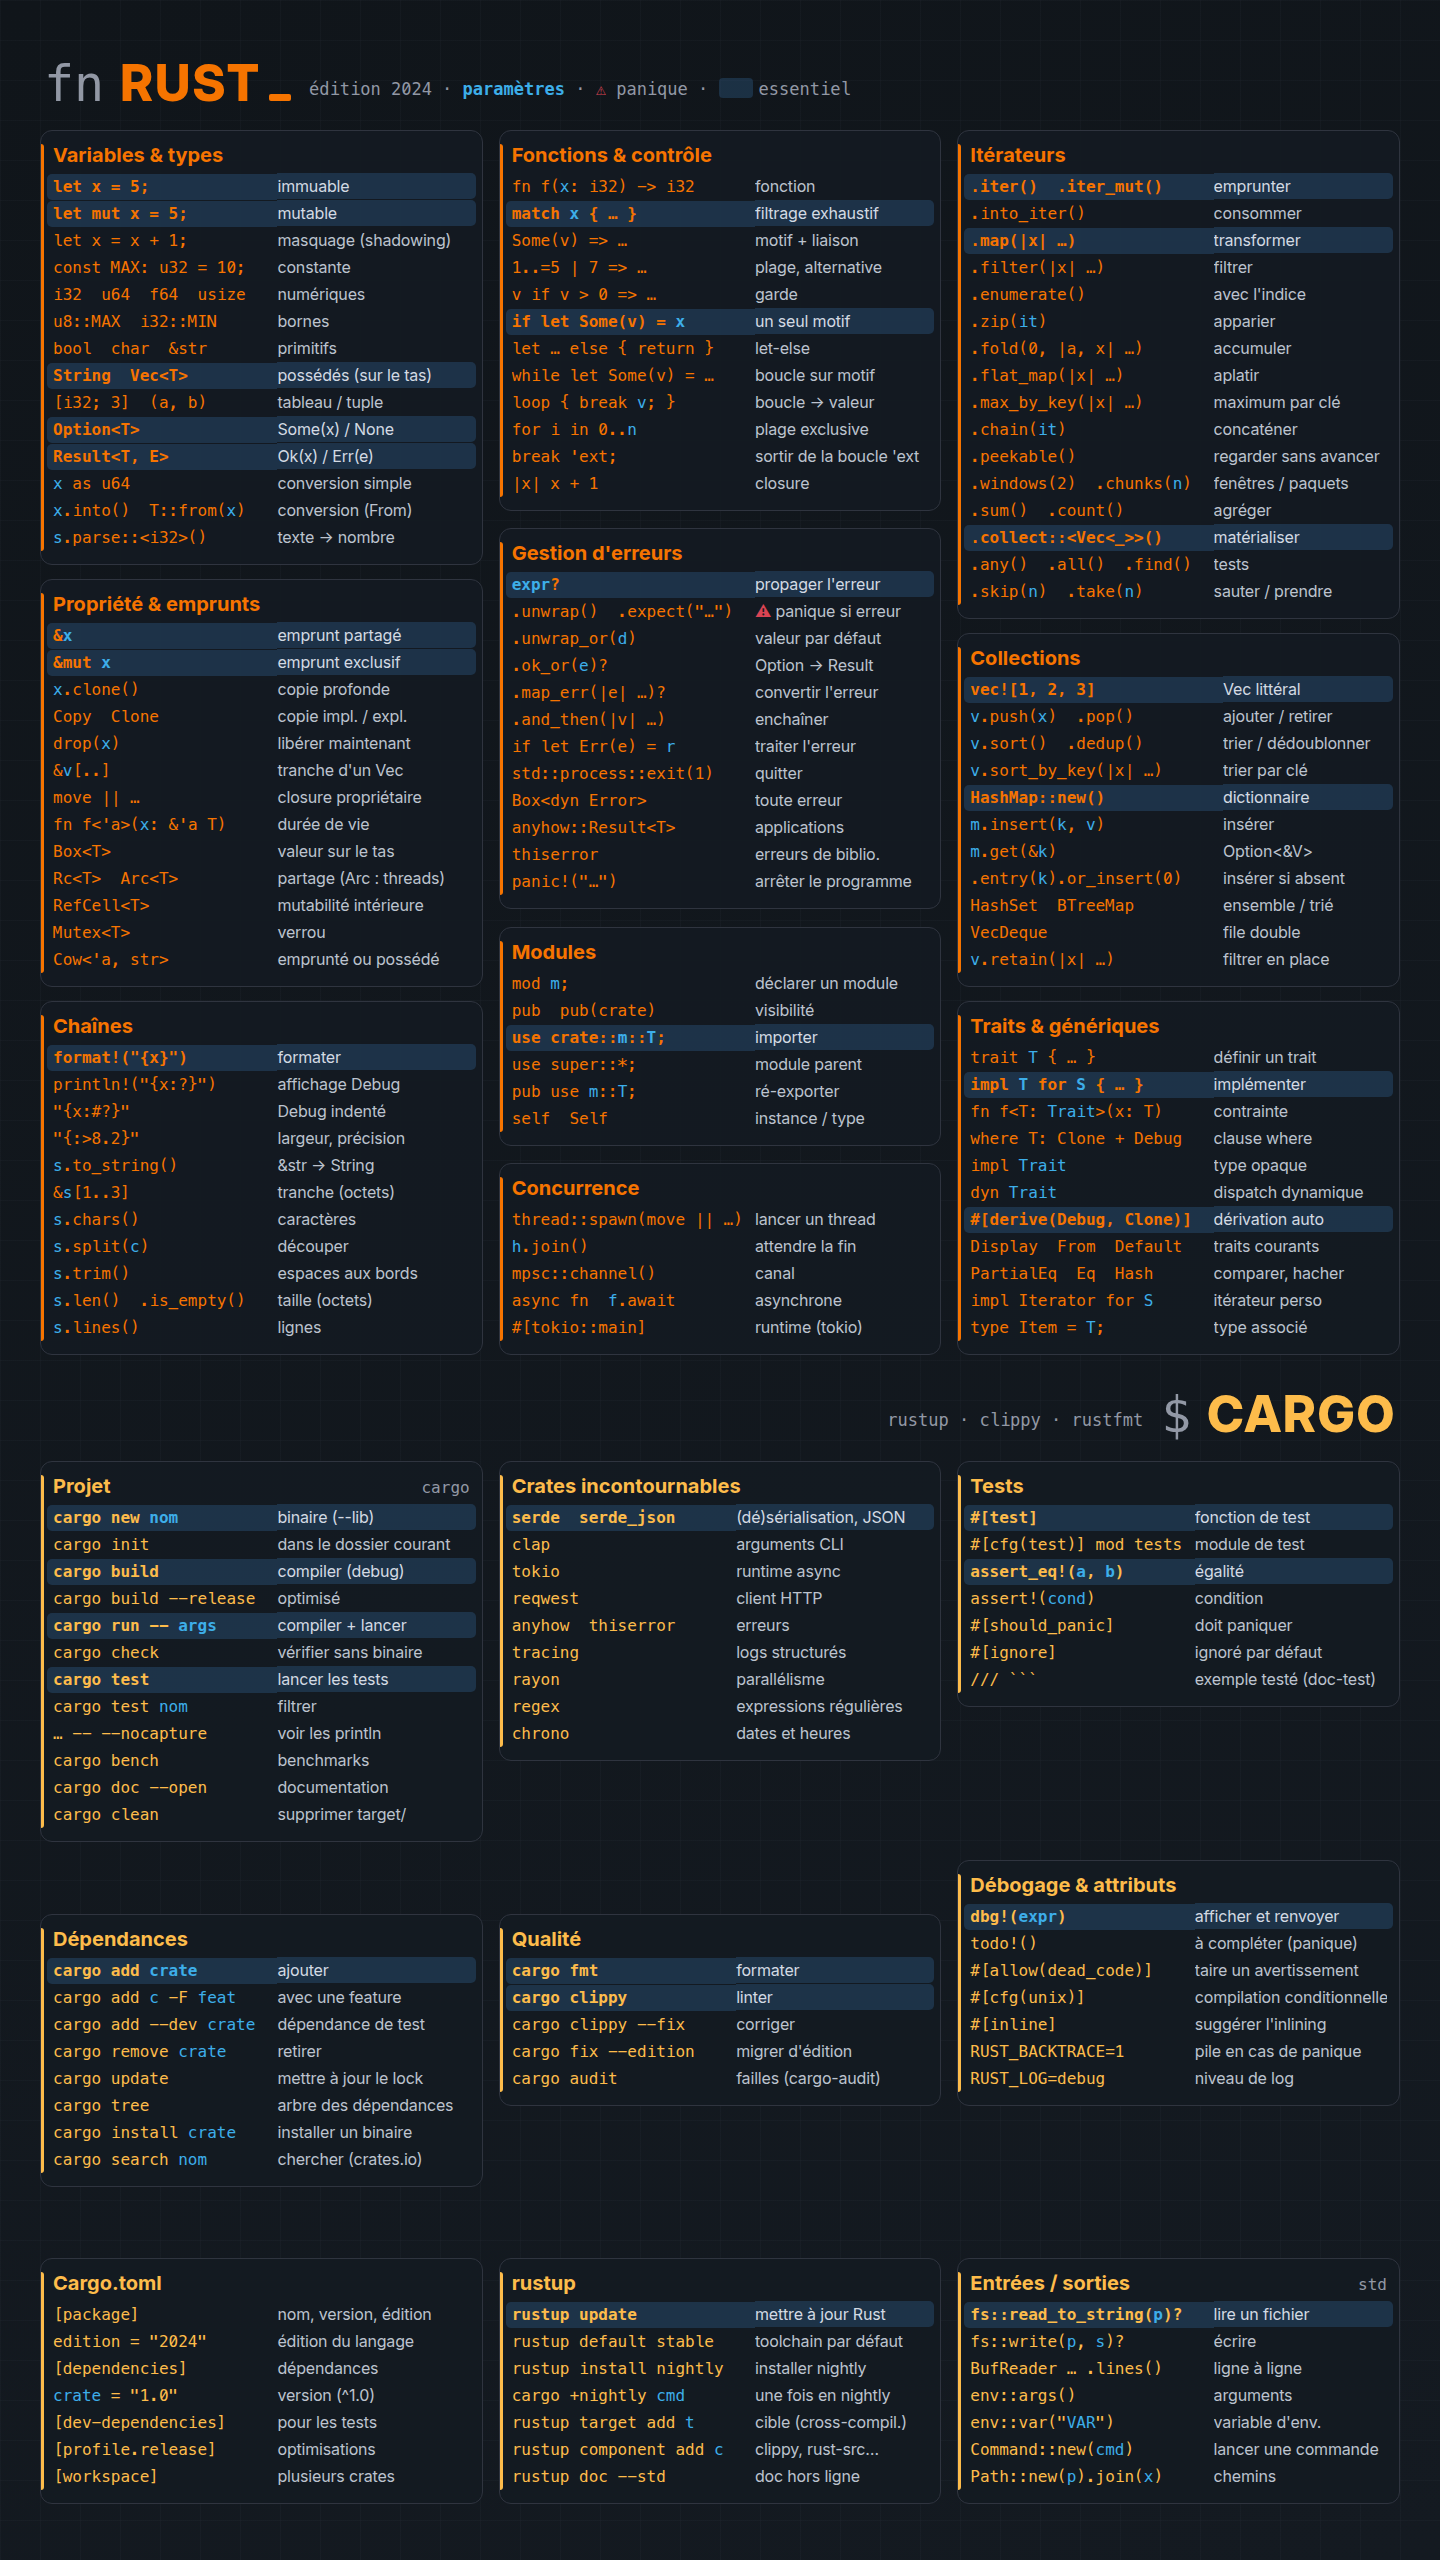 fn RUST_ édition 2024 · paramètres · ⚠ panique · essentiel
Variables & types
let x = 5; immuable
let mut x = 5; mutable
let x = x + 1; masquage (shadowing)
const MAX: u32 = 10; constante
i32 u64 f64 usize numériques
u8::MAX i32::MIN bornes
bool char &str primitifs
String Vec<T> possédés (sur le tas)
[i32; 3] (a, b) tableau / tuple
Option<T> Some(x) / None
Result<T, E> Ok(x) / Err(e)
x as u64 conversion simple
x.into() T::from(x) conversion (From)
s.parse::<i32>() texte → nombre
Propriété & emprunts
&x emprunt partagé
&mut x emprunt exclusif
x.clone() copie profonde
Copy Clone copie impl. / expl.
drop(x) libérer maintenant
&v[..] tranche d'un Vec
move || … closure propriétaire
fn f<'a>(x: &'a T) durée de vie
Box<T> valeur sur le tas
Rc<T> Arc<T> partage (Arc : threads)
RefCell<T> mutabilité intérieure
Mutex<T> verrou
Cow<'a, str> emprunté ou possédé
Chaînes
format!("{x}") formater
println!("{x:?}") affichage Debug
"{x:#?}" Debug indenté
"{:>8.2}" largeur, précision
s.to_string() &str → String
&s[1..3] tranche (octets)
s.chars() caractères
s.split(c) découper
s.trim() espaces aux bords
s.len() .is_empty() taille (octets)
s.lines() lignes
Fonctions & contrôle
fn f(x: i32) -> i32 fonction
match x { … } filtrage exhaustif
Some(v) => … motif + liaison
1..=5 | 7 => … plage, alternative
v if v > 0 => … garde
if let Some(v) = x un seul motif
let … else { return } let-else
while let Some(v) = … boucle sur motif
loop { break v; } boucle → valeur
for i in 0..n plage exclusive
break 'ext; sortir de la boucle 'ext
|x| x + 1 closure
Gestion d'erreurs
expr? propager l'erreur
.unwrap() .expect("…") ⚠ panique si erreur
.unwrap_or(d) valeur par défaut
.ok_or(e)? Option → Result
.map_err(|e| …)? convertir l'erreur
.and_then(|v| …) enchaîner
if let Err(e) = r traiter l'erreur
std::process::exit(1) quitter
Box<dyn Error> toute erreur
anyhow::Result<T> applications
thiserror erreurs de biblio.
panic!("…") arrêter le programme
Modules
mod m; déclarer un module
pub pub(crate) visibilité
use crate::m::T; importer
use super::*; module parent
pub use m::T; ré-exporter
self Self instance / type
Concurrence
thread::spawn(move || …) lancer un thread
h.join() attendre la fin
mpsc::channel() canal
async fn f.await asynchrone
#[tokio::main] runtime (tokio)
Itérateurs
.iter() .iter_mut() emprunter
.into_iter() consommer
.map(|x| …) transformer
.filter(|x| …) filtrer
.enumerate() avec l'indice
.zip(it) apparier
.fold(0, |a, x| …) accumuler
.flat_map(|x| …) aplatir
.max_by_key(|x| …) maximum par clé
.chain(it) concaténer
.peekable() regarder sans avancer
.windows(2) .chunks(n) fenêtres / paquets
.sum() .count() agréger
.collect::<Vec<_>>() matérialiser
.any() .all() .find() tests
.skip(n) .take(n) sauter / prendre
Collections
vec![1, 2, 3] Vec littéral
v.push(x) .pop() ajouter / retirer
v.sort() .dedup() trier / dédoublonner
v.sort_by_key(|x| …) trier par clé
HashMap::new() dictionnaire
m.insert(k, v) insérer
m.get(&k) Option<&V>
.entry(k).or_insert(0) insérer si absent
HashSet BTreeMap ensemble / trié
VecDeque file double
v.retain(|x| …) filtrer en place
Traits & génériques
trait T { … } définir un trait
impl T for S { … } implémenter
fn f<T: Trait>(x: T) contrainte
where T: Clone + Debug clause where
impl Trait type opaque
dyn Trait dispatch dynamique
#[derive(Debug, Clone)] dérivation auto
Display From Default traits courants
PartialEq Eq Hash comparer, hacher
impl Iterator for S itérateur perso
type Item = T; type associé
rustup · clippy · rustfmt $ CARGO
Projet cargo
cargo new nom binaire (--lib)
cargo init dans le dossier courant
cargo build compiler (debug)
cargo build --release optimisé
cargo run -- args compiler + lancer
cargo check vérifier sans binaire
cargo test lancer les tests
cargo test nom filtrer
… -- --nocapture voir les println
cargo bench benchmarks
cargo doc --open documentation
cargo clean supprimer target/
Crates incontournables
serde serde_json (dé)sérialisation, JSON
clap arguments CLI
tokio runtime async
reqwest client HTTP
anyhow thiserror erreurs
tracing logs structurés
rayon parallélisme
regex expressions régulières
chrono dates et heures
Tests
#[test] fonction de test
#[cfg(test)] mod tests module de test
assert_eq!(a, b) égalité
assert!(cond) condition
#[should_panic] doit paniquer
#[ignore] ignoré par défaut
/// ``` exemple testé (doc-test)
Dépendances
cargo add crate ajouter
cargo add c -F feat avec une feature
cargo add --dev crate dépendance de test
cargo remove crate retirer
cargo update mettre à jour le lock
cargo tree arbre des dépendances
cargo install crate installer un binaire
cargo search nom chercher (crates.io)
Qualité
cargo fmt formater
cargo clippy linter
cargo clippy --fix corriger
cargo fix --edition migrer d'édition
cargo audit failles (cargo-audit)
Débogage & attributs
dbg!(expr) afficher et renvoyer
todo!() à compléter (panique)
#[allow(dead_code)] taire un avertissement
#[cfg(unix)] compilation conditionnelle
#[inline] suggérer l'inlining
RUST_BACKTRACE=1 pile en cas de panique
RUST_LOG=debug niveau de log
Cargo.toml
[package] nom, version, édition
edition = "2024" édition du langage
[dependencies] dépendances
crate = "1.0" version (^1.0)
[dev-dependencies] pour les tests
[profile.release] optimisations
[workspace] plusieurs crates
rustup
rustup update mettre à jour Rust
rustup default stable toolchain par défaut
rustup install nightly installer nightly
cargo +nightly cmd une fois en nightly
rustup target add t cible (cross-compil.)
rustup component add c clippy, rust-src…
rustup doc --std doc hors ligne
Entrées / sorties std
fs::read_to_string(p)? lire un fichier
fs::write(p, s)? écrire
BufReader … .lines() ligne à ligne
env::args() arguments
env::var("VAR") variable d'env.
Command::new(cmd) lancer une commande
Path::new(p).join(x) chemins